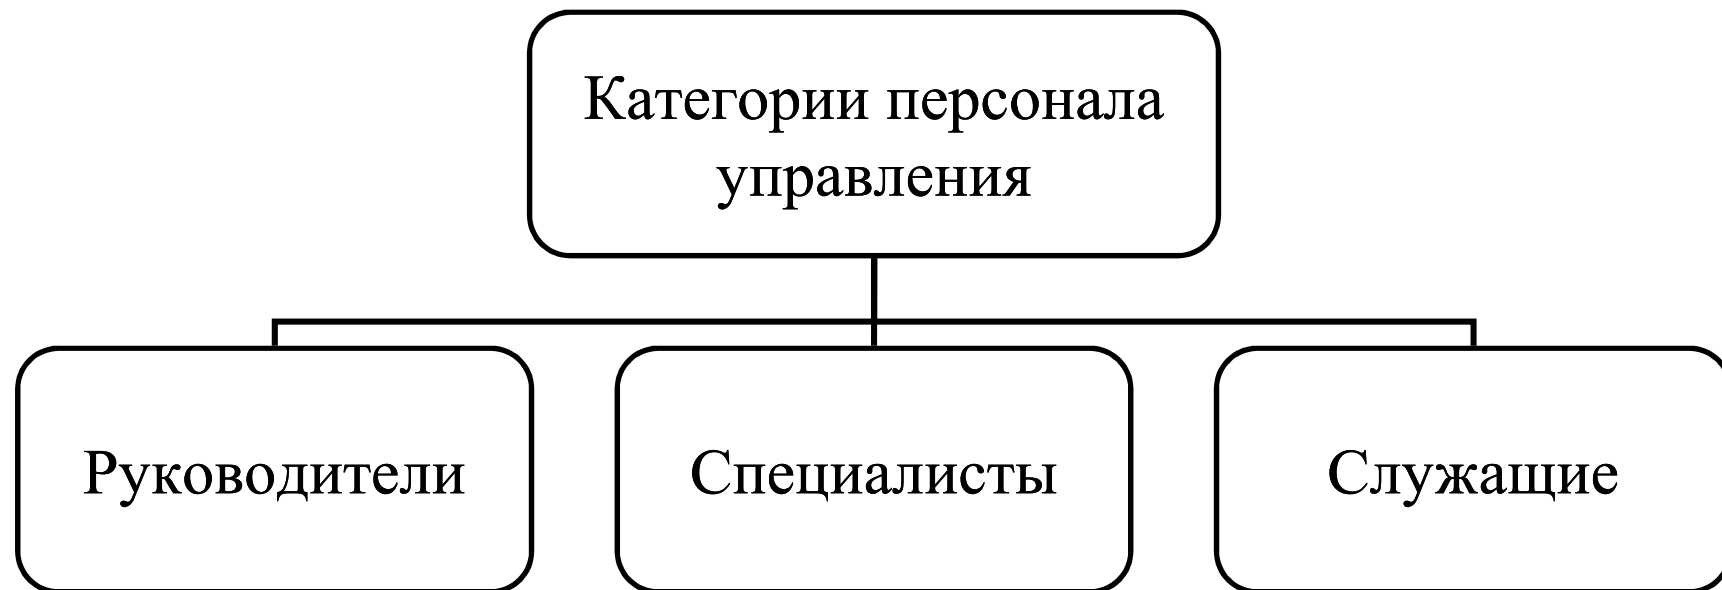 Категории персонала
управления
Руководители
Специалисты
Служащие